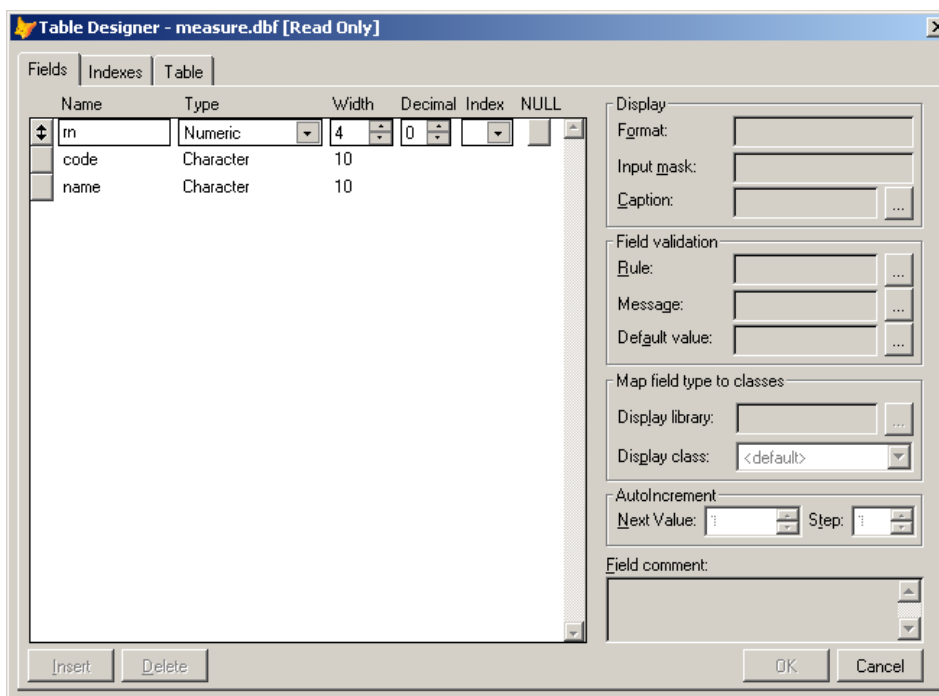 Table Designer - measure.dbf [Read Only]
Fields Indexes Table
Name Type Width Decimal Index NULL
rn Numeric 4 0
code Character 10
name Character 10
Display
Format:
Input mask:
Caption: ...
Field validation
Rule: ...
Message: ...
Default value: ...
Map field type to classes
Display library: ...
Display class: <default>
AutoIncrement
Next Value: 1 Step: 1
Field comment:
Insert Delete OK Cancel